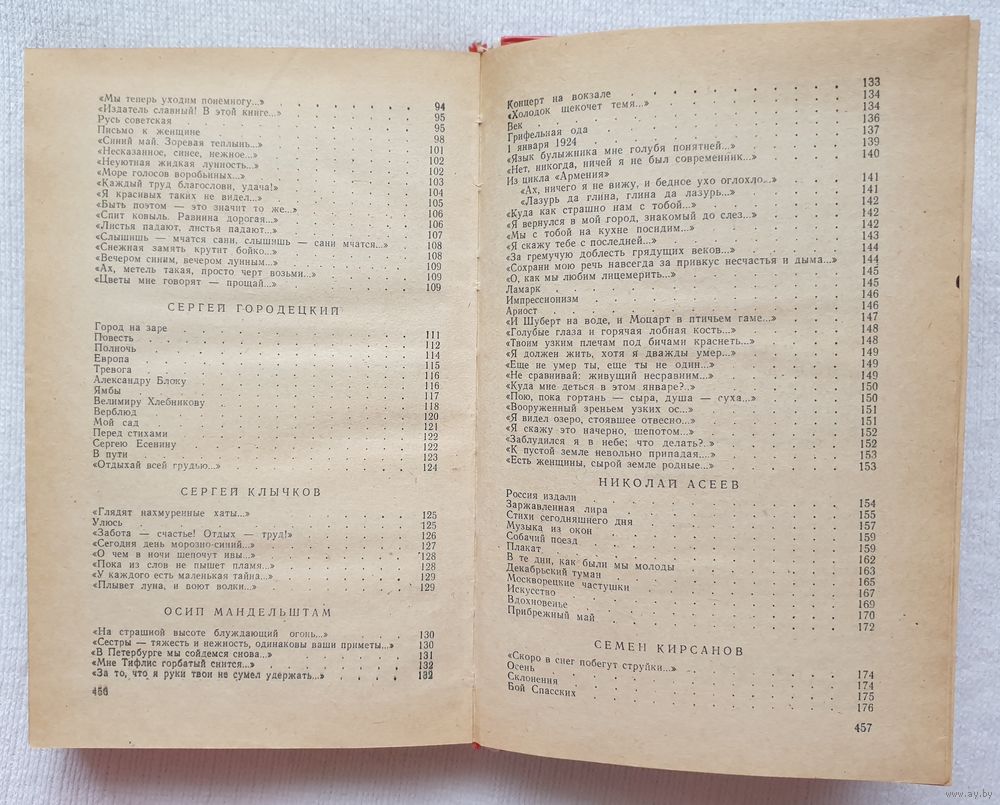 «Мы теперь уходим понемногу...» 94
«Издатель славный! В этой книге...» 95
Русь советская 95
Письмо к женщине 98
«Синий май. Зоревая теплынь...» 101
«Несказанное, синее, нежное...» 102
«Неуютная жидкая лунность...» 102
«Море голосов воробьиных...» 103
«Каждый труд благослови, удача!» 104
«Я красивых таких не видел...» 105
«Быть поэтом — это значит то же...» 106
«Спит ковыль. Равнина дорогая...» 106
«Листья падают, листья падают...» 107
«Слышишь — мчатся сани, слышишь — сани мчатся...» 108
«Снежная замять крутит бойко...» 108
«Вечером синим, вечером лунным...» 109
«Ах, метель такая, просто черт возьми...» 109
«Цветы мне говорят — прощай...» 109
СЕРГЕЙ ГОРОДЕЦКИЙ
Город на заре 111
Повесть 112
Полночь 114
Европа 115
Тревога 116
Александру Блоку 116
Ямбы 117
Велимиру Хлебникову 118
Верблюд 120
Мой сад 121
Перед стихами 122
Сергею Есенину 122
В пути 123
«Отдыхай всей грудью...» 124
СЕРГЕЙ КЛЫЧКОВ
«Глядят нахмуренные хаты...» 125
Улюсь 125
«Забота — счастье! Отдых — труд!» 126
«Сегодня день морозно-синий...» 127
«О чем в ночи шепочут ивы...» 128
«Пока из слов не пышет пламя...» 128
«У каждого есть маленькая тайна...» 129
«Плывет луна, и воют волки...» 129
ОСИП МАНДЕЛЬШТАМ
«На страшной высоте блуждающий огонь...» 130
«Сестры — тяжесть и нежность, одинаковы ваши приметы...» 130
«В Петербурге мы сойдемся снова...» 131
«Мне Тифлис горбатый снится...» 132
«За то, что я руки твои не сумел удержать...» 132
456
Концерт на вокзале 133
«Холодок щекочет темя...» 134
Век 134
Грифельная ода 136
1 января 1924 137
«Язык булыжника мне голубя понятней...» 139
«Нет, никогда, ничей я не был современник...» 140
Из цикла «Армения»
«Ах, ничего я не вижу, и бедное ухо оглохло...» 141
«Лазурь да глина, глина да лазурь...» 141
«Куда как страшно нам с тобой...» 142
«Я вернулся в мой город, знакомый до слез...» 142
«Мы с тобой на кухне посидим...» 142
«Я скажу тебе с последней...» 143
«За гремучую доблесть грядущих веков...» 144
«Сохрани мою речь навсегда за привкус несчастья и дыма...» 144
«О, как мы любим лицемерить...» 145
Ламарк 145
Импрессионизм 146
Ариост 146
«И Шуберт на воде, и Моцарт в птичьем гаме...» 147
«Голубые глаза и горячая лобная кость...» 148
«Твоим узким плечам под бичами краснеть...» 148
«Я должен жить, хотя я дважды умер...» 149
«Еще не умер ты, еще ты не один...» 149
«Не сравнивай: живущий несравним...» 149
«Куда мне деться в этом январе?..» 150
«Пою, пока гортань — сыра, душа — суха...» 150
«Вооруженный зреньем узких ос...» 151
«Я видел озеро, стоявшее отвесно...» 151
«Я скажу это начерно, шепотом...» 152
«Заблудился я в небе; что делать?..» 152
«К пустой земле невольно припадая...» 153
«Есть женщины, сырой земле родные...» 153
НИКОЛАЙ АСЕЕВ
Россия издали 154
Заржавленная лира 155
Стихи сегодняшнего дня 157
Музыка из окон 159
Собачий поезд 159
Плакат 162
В те дни, как были мы молоды 163
Декабрьский туман 165
Москворецкие частушки 167
Искусство 169
Вдохновенье 170
Прибрежный май 172
СЕМЕН КИРСАНОВ
«Скоро в снег побегут струйки...» 174
Осень 174
Склонения 175
Бой Спасских 176
457
www.ay.by